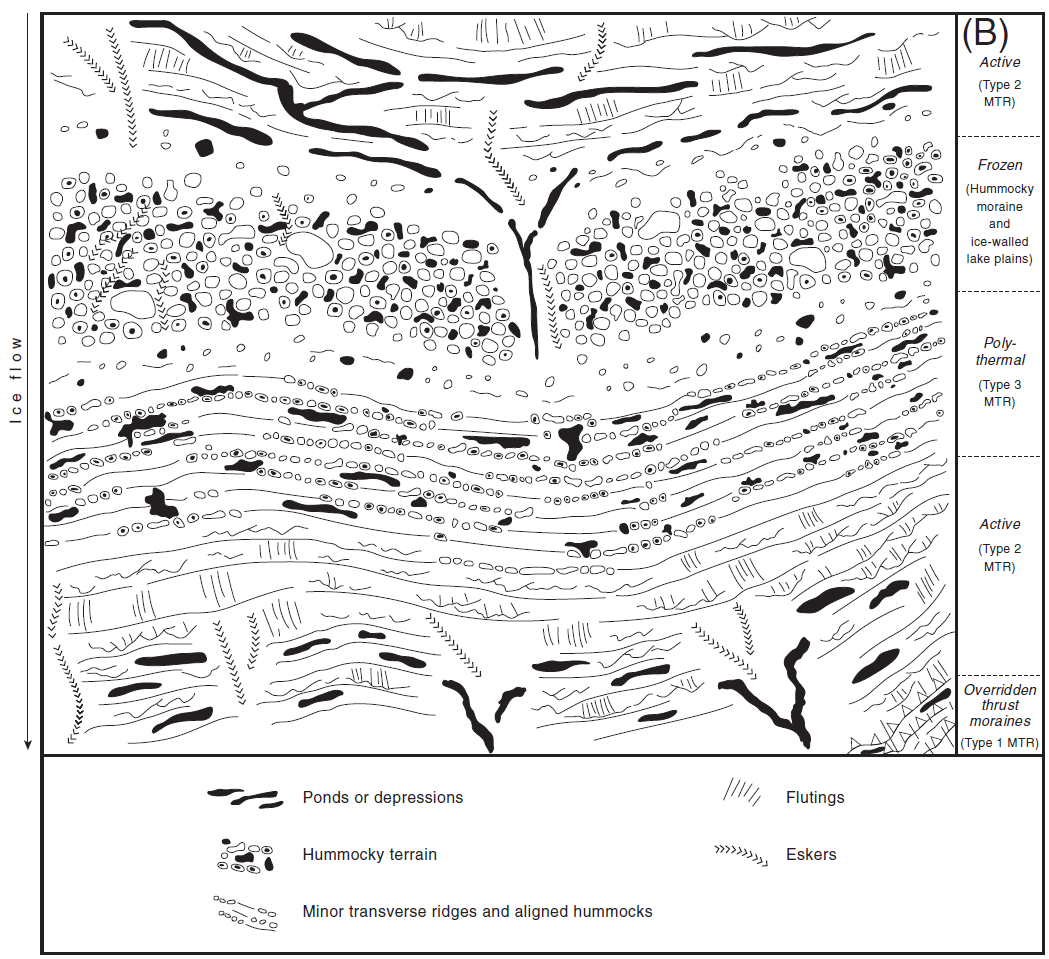 (B)
Active
(Type 2
MTR)
Frozen
(Hummocky
moraine
and
ice-walled
lake plains)
Poly-
thermal
(Type 3
MTR)
Active
(Type 2
MTR)
Overridden
thrust
moraines
(Type 1 MTR)
Ice flow
Ponds or depressions
Hummocky terrain
Minor transverse ridges and aligned hummocks
Flutings
Eskers